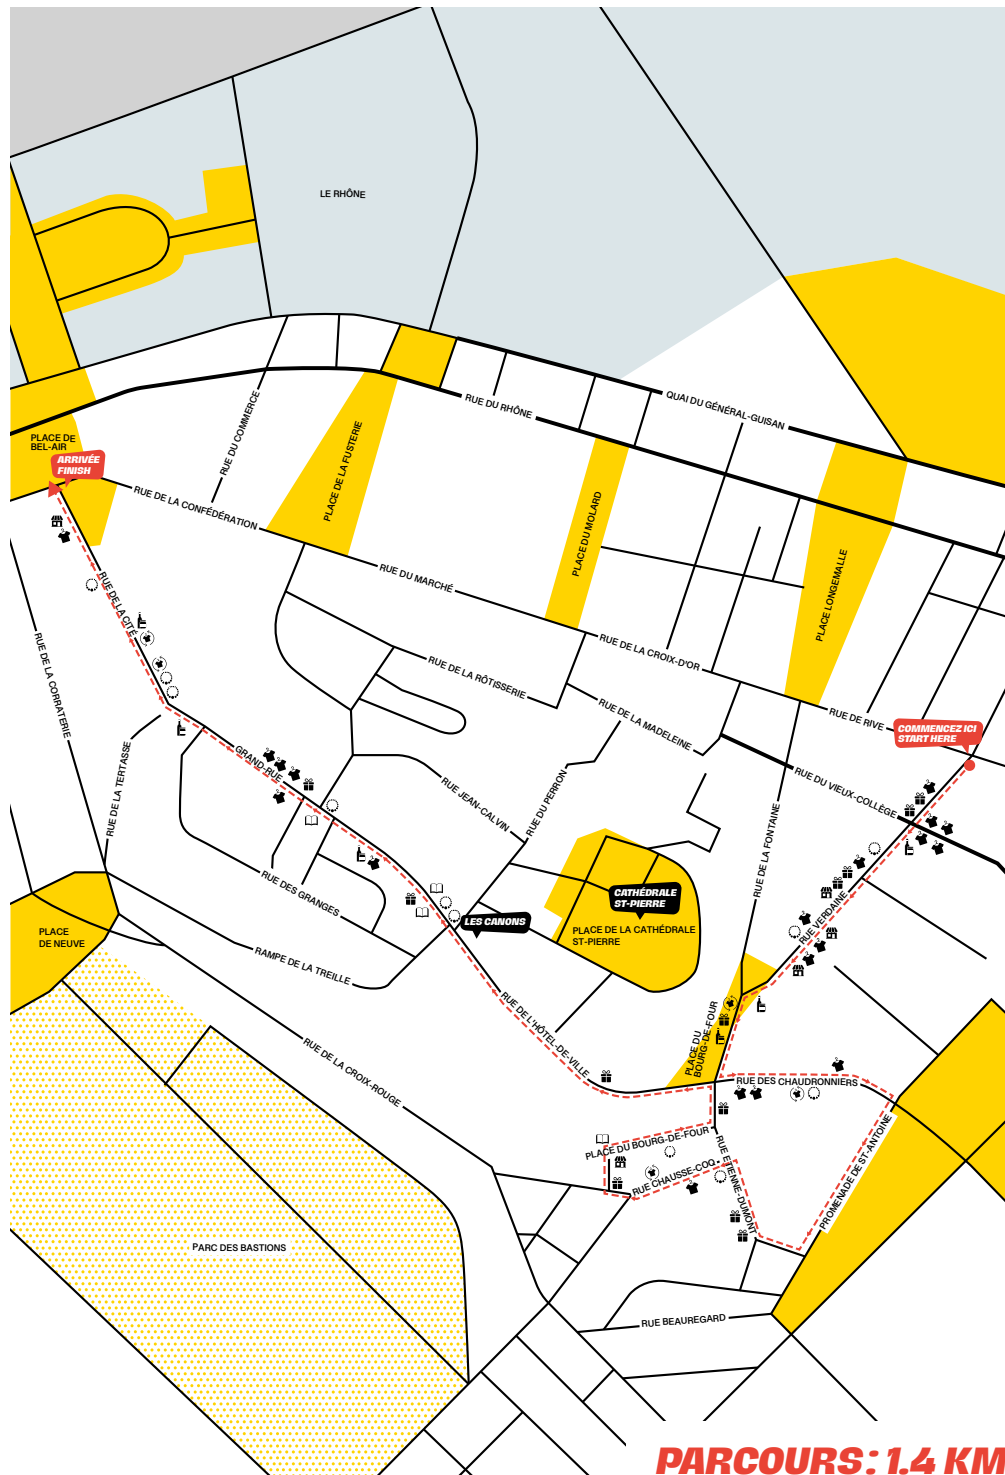 LE RHÔNE
QUAI DU GÉNÉRAL-GUISAN
RUE DU RHÔNE
RUE DU COMMERCE
PLACE DE LA FUSTERIE
PLACE DE
BEL-AIR
ARRIVÉE
FINISH
RUE DE LA CONFÉDÉRATION
PLACE DU MOLARD
PLACE LONGEMALLE
RUE DU MARCHÉ
RUE DE LA CITÉ
RUE DE LA CORRATERIE
RUE DE LA CROIX-D'OR
RUE DE LA RÔTISSERIE
RUE DE LA MADELEINE
RUE DE RIVE
COMMENCEZ ICI
START HERE
RUE DE LA TERTASSE
GRAND-RUE
RUE JEAN-CALVIN
RUE DU PERRON
RUE DU VIEUX-COLLÈGE
RUE DE LA FONTAINE
RUE DES GRANGES
CATHÉDRALE
ST-PIERRE
LES CANONS
PLACE DE LA CATHÉDRALE
ST-PIERRE
RUE VERDAINE
PLACE
DE NEUVE
RAMPE DE LA TREILLE
RUE DE L'HÔTEL-DE-VILLE
PLACE DU
BOURG-DE-FOUR
RUE DE LA CROIX-ROUGE
RUE DES CHAUDRONNIERS
PLACE DU BOURG-DE-FOUR
RUE ETIENNE-DUMONT
RUE CHAUSSE-COQ
PROMENADE DE ST-ANTOINE
PARC DES BASTIONS
RUE BEAUREGARD
PARCOURS: 1.4 KM